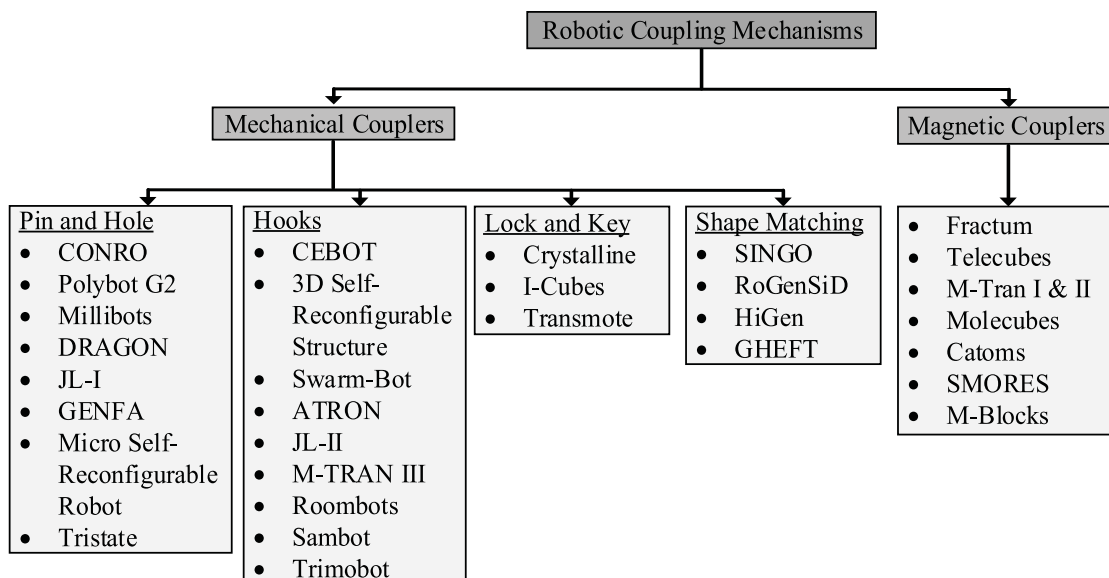 Robotic Coupling Mechanisms
Mechanical Couplers
Magnetic Couplers
Pin and Hole
• CONRO
• Polybot G2
• Millibots
• DRAGON
• JL-I
• GENFA
• Micro Self-
Reconfigurable
Robot
• Tristate
Hooks
• CEBOT
• 3D Self-
Reconfigurable
Structure
• Swarm-Bot
• ATRON
• JL-II
• M-TRAN III
• Roombots
• Sambot
• Trimobot
Lock and Key
• Crystalline
• I-Cubes
• Transmote
Shape Matching
• SINGO
• RoGenSiD
• HiGen
• GHEFT
• Fractum
• Telecubes
• M-Tran I & II
• Molecubes
• Catoms
• SMORES
• M-Blocks